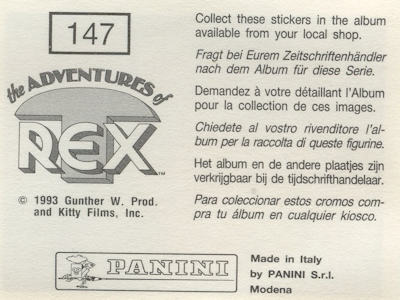 147
the ADVENTURES of
T REX™
© 1993 Gunther W. Prod.
and Kitty Films, Inc.
Collect these stickers in the album
available from your local shop.
Fragt bei Eurem Zeitschriftenhändler
nach dem Album für diese Serie.
Demandez à votre détaillant l'Album
pour la collection de ces images.
Chiedete al vostro rivenditore l'al-
bum per la raccolta di queste figurine.
Het album en de andere plaatjes zijn
verkrijgbaar bij de tijdschrifthandelaar.
Para coleccionar estos cromos com-
pra tu álbum en cualquier kiosco.
PANINI
Made in Italy
by PANINI S.r.l.
Modena